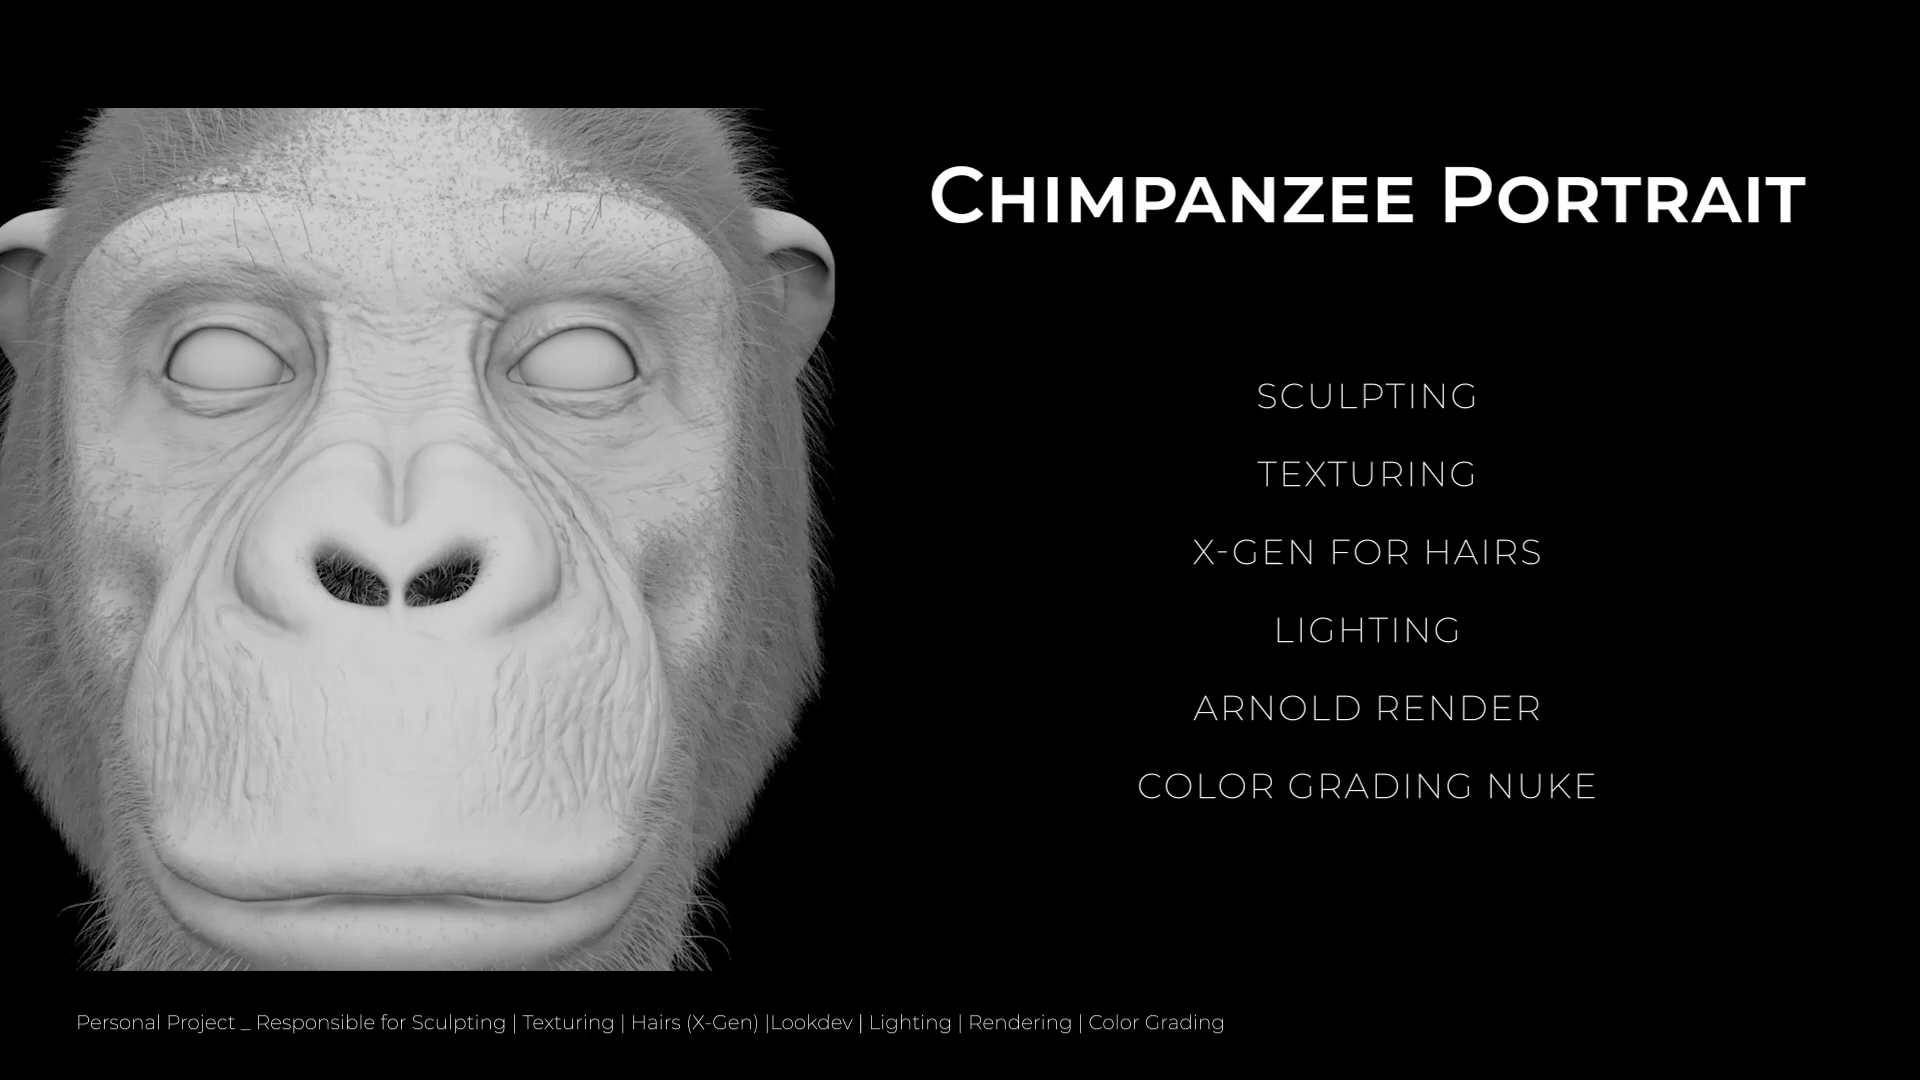 CHIMPANZEE PORTRAIT
SCULPTING
TEXTURING
X-GEN FOR HAIRS
LIGHTING
ARNOLD RENDER
COLOR GRADING NUKE
Personal Project _ Responsible for Sculpting | Texturing | Hairs (X-Gen) |Lookdev | Lighting | Rendering | Color Grading